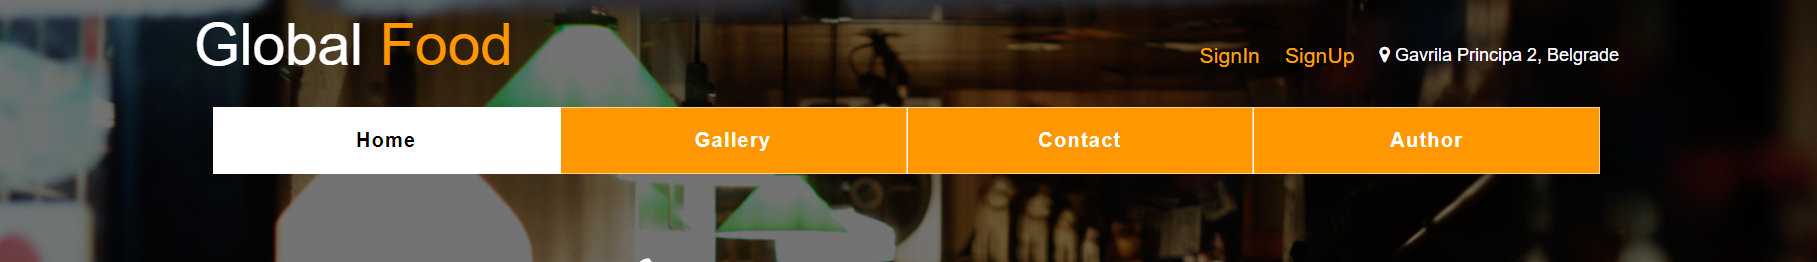 Global Food
SignIn SignUp Gavrila Principa 2, Belgrade
Home Gallery Contact Author